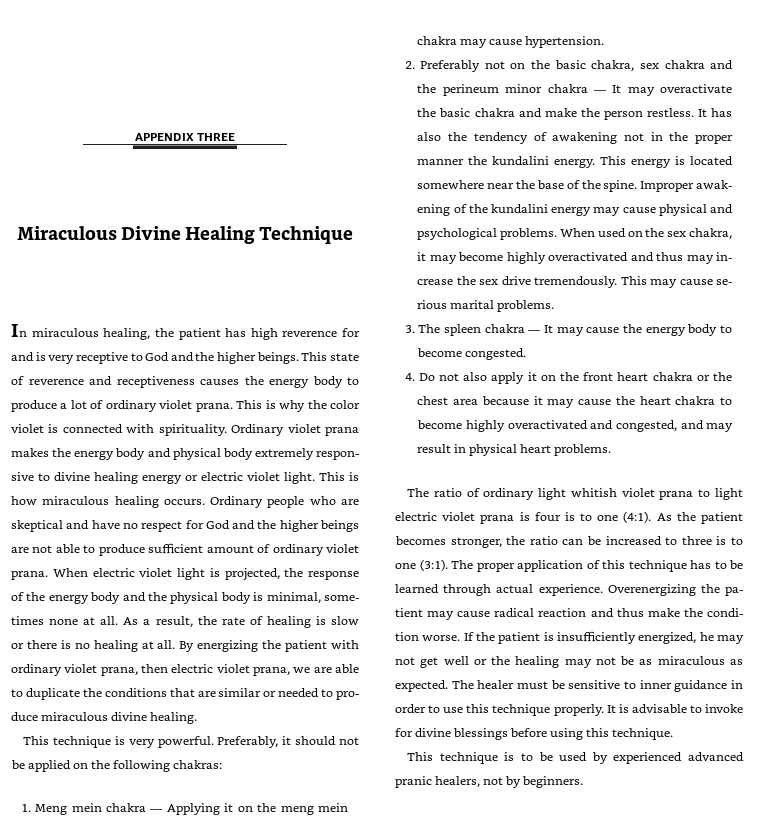 APPENDIX THREE
Miraculous Divine Healing Technique
In miraculous healing, the patient has high reverence for
and is very receptive to God and the higher beings. This state
of reverence and receptiveness causes the energy body to
produce a lot of ordinary violet prana. This is why the color
violet is connected with spirituality. Ordinary violet prana
makes the energy body and physical body extremely respon-
sive to divine healing energy or electric violet light. This is
how miraculous healing occurs. Ordinary people who are
skeptical and have no respect for God and the higher beings
are not able to produce sufficient amount of ordinary violet
prana. When electric violet light is projected, the response
of the energy body and the physical body is minimal, some-
times none at all. As a result, the rate of healing is slow
or there is no healing at all. By energizing the patient with
ordinary violet prana, then electric violet prana, we are able
to duplicate the conditions that are similar or needed to pro-
duce miraculous divine healing.
This technique is very powerful. Preferably, it should not
be applied on the following chakras:
1. Meng mein chakra — Applying it on the meng mein
chakra may cause hypertension.
2. Preferably not on the basic chakra, sex chakra and
the perineum minor chakra — It may overactivate
the basic chakra and make the person restless. It has
also the tendency of awakening not in the proper
manner the kundalini energy. This energy is located
somewhere near the base of the spine. Improper awak-
ening of the kundalini energy may cause physical and
psychological problems. When used on the sex chakra,
it may become highly overactivated and thus may in-
crease the sex drive tremendously. This may cause se-
rious marital problems.
3. The spleen chakra — It may cause the energy body to
become congested.
4. Do not also apply it on the front heart chakra or the
chest area because it may cause the heart chakra to
become highly overactivated and congested, and may
result in physical heart problems.
The ratio of ordinary light whitish violet prana to light
electric violet prana is four is to one (4:1). As the patient
becomes stronger, the ratio can be increased to three is to
one (3:1). The proper application of this technique has to be
learned through actual experience. Overenergizing the pa-
tient may cause radical reaction and thus make the condi-
tion worse. If the patient is insufficiently energized, he may
not get well or the healing may not be as miraculous as
expected. The healer must be sensitive to inner guidance in
order to use this technique properly. It is advisable to invoke
for divine blessings before using this technique.
This technique is to be used by experienced advanced
pranic healers, not by beginners.